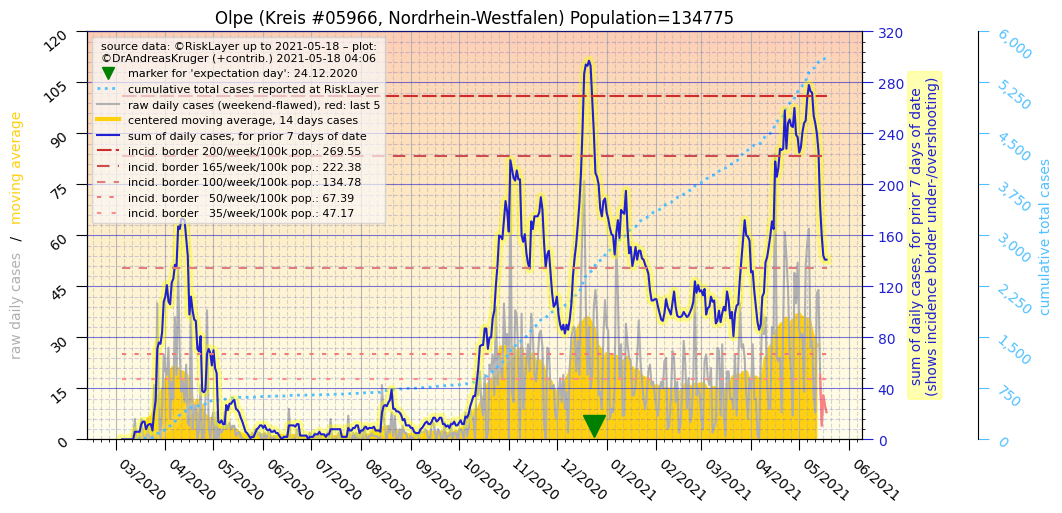 Olpe (Kreis #05966, Nordrhein-Westfalen) Population=134775
source data: ©RiskLayer up to 2021-05-18 – plot:
©DrAndreasKruger (+contrib.) 2021-05-18 04:06
marker for 'expectation day': 24.12.2020
cumulative total cases reported at RiskLayer
raw daily cases (weekend-flawed), red: last 5
centered moving average, 14 days cases
sum of daily cases, for prior 7 days of date
incid. border 200/week/100k pop.: 269.55
incid. border 165/week/100k pop.: 222.38
incid. border 100/week/100k pop.: 134.78
incid. border 50/week/100k pop.: 67.39
incid. border 35/week/100k pop.: 47.17
raw daily cases / moving average
120
105
90
75
60
45
30
15
0
03/2020
04/2020
05/2020
06/2020
07/2020
08/2020
09/2020
10/2020
11/2020
12/2020
01/2021
02/2021
03/2021
04/2021
05/2021
06/2021
320
280
240
200
160
120
80
40
0
sum of daily cases, for prior 7 days of date
(shows incidence border under-/overshooting)
6,000
5,250
4,500
3,750
3,000
2,250
1,500
750
0
cumulative total cases